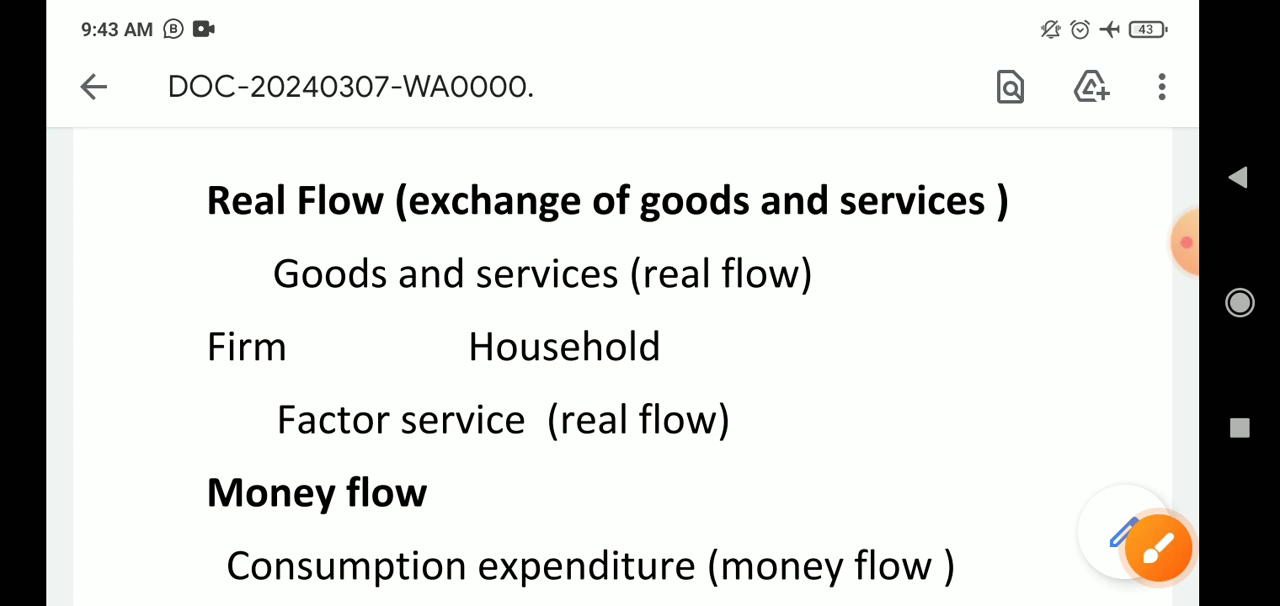 9:43 AM B 43
DOC-20240307-WA0000.
Real Flow (exchange of goods and services )
Goods and services (real flow)
Firm Household
Factor service (real flow)
Money flow
Consumption expenditure (money flow )